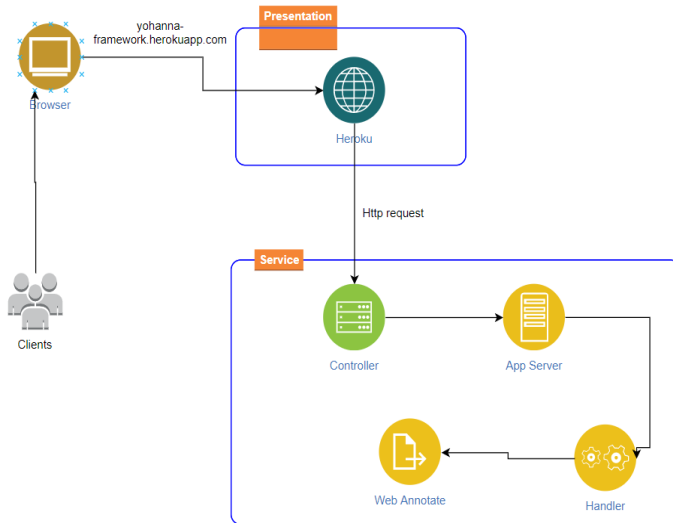 yohanna-
framework.herokuapp.com
Presentation
Browser
Heroku
Http request
Service
Clients
Controller
App Server
Web Annotate
Handler